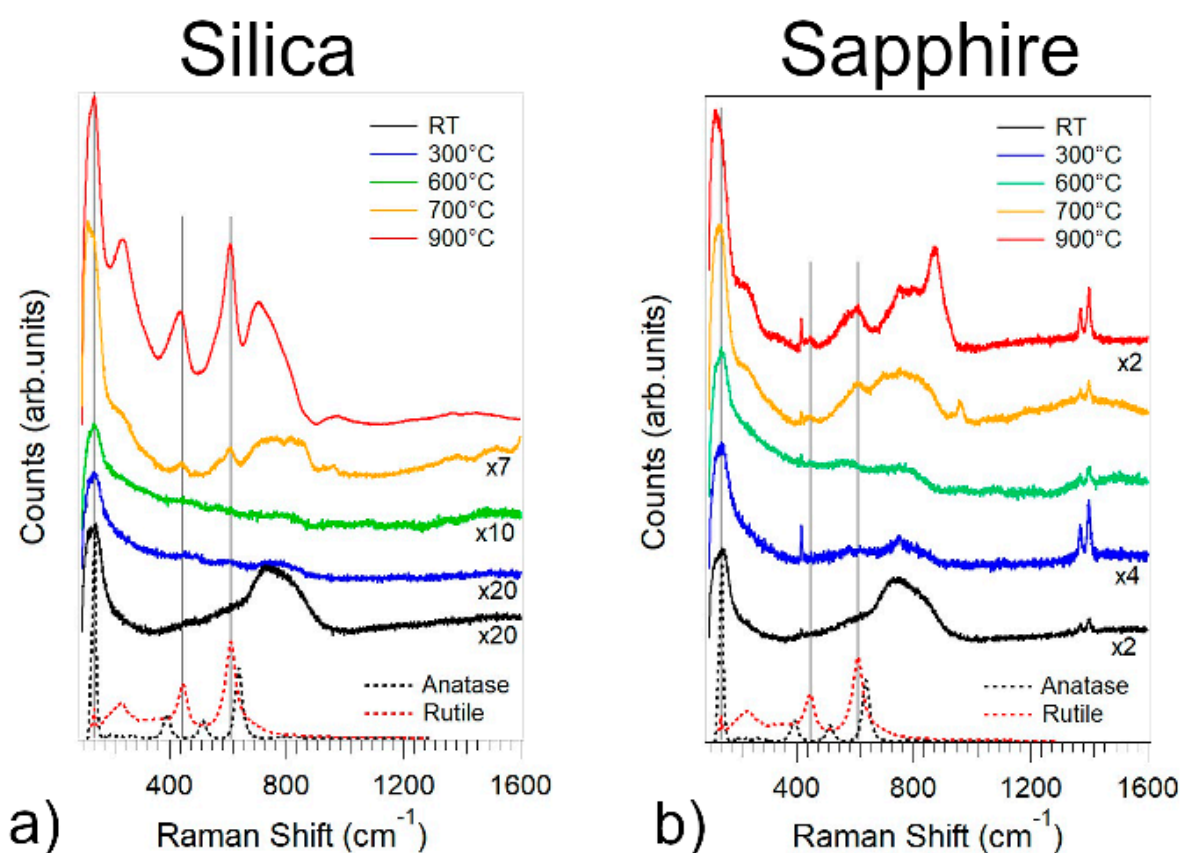 Silica
RT
300°C
600°C
700°C
900°C
x7
x10
x20
x20
Anatase
Rutile
Counts (arb.units)
400
800
1200
1600
Raman Shift (cm⁻¹)
a)
Sapphire
RT
300°C
600°C
700°C
900°C
x2
x4
x2
Anatase
Rutile
Counts (arb.units)
400
800
1200
1600
Raman Shift (cm⁻¹)
b)